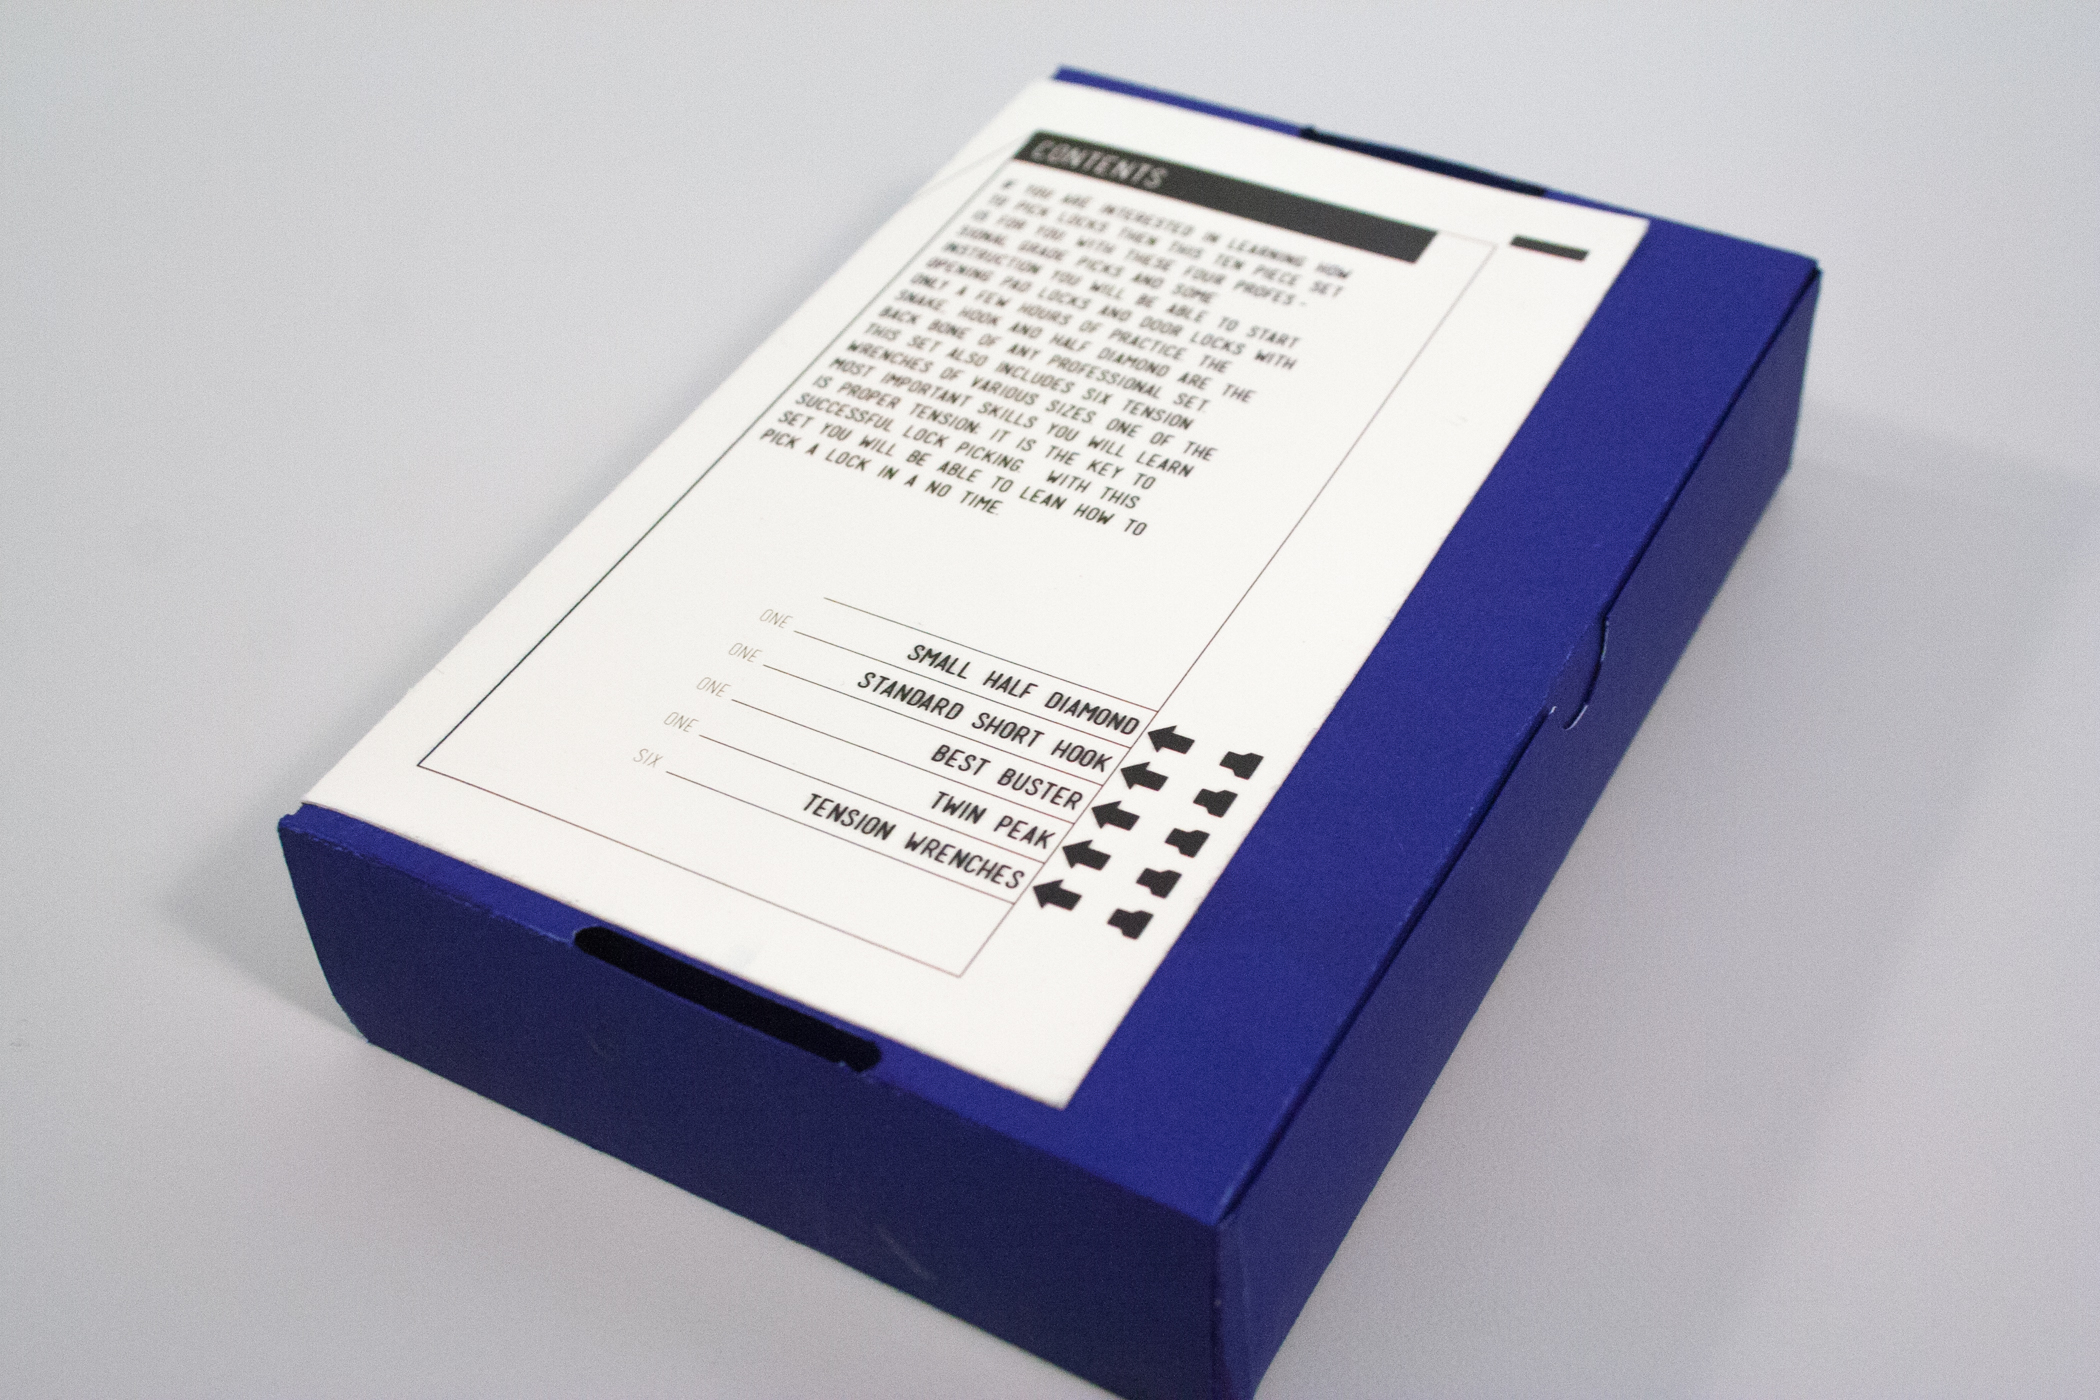 CONTENTS
IF YOU ARE INTERESTED IN LEARNING HOW
TO PICK LOCKS THEN THIS TEN PIECE SET
IS FOR YOU. WITH THESE FOUR PROFES-
SIONAL GRADE PICKS AND SOME
INSTRUCTION YOU WILL BE ABLE TO START
OPENING PAD LOCKS AND DOOR LOCKS WITH
ONLY A FEW HOURS OF PRACTICE. THE
SNAKE, HOOK AND HALF DIAMOND ARE THE
BACK BONE OF ANY PROFESSIONAL SET.
THIS SET ALSO INCLUDES SIX TENSION
WRENCHES OF VARIOUS SIZES. ONE OF THE
MOST IMPORTANT SKILLS YOU WILL LEARN
IS PROPER TENSION. IT IS THE KEY TO
SUCCESSFUL LOCK PICKING. WITH THIS
SET YOU WILL BE ABLE TO LEAN HOW TO
PICK A LOCK IN A NO TIME.
ONE SMALL HALF DIAMOND
ONE STANDARD SHORT HOOK
ONE BEST BUSTER
ONE TWIN PEAK
SIX TENSION WRENCHES